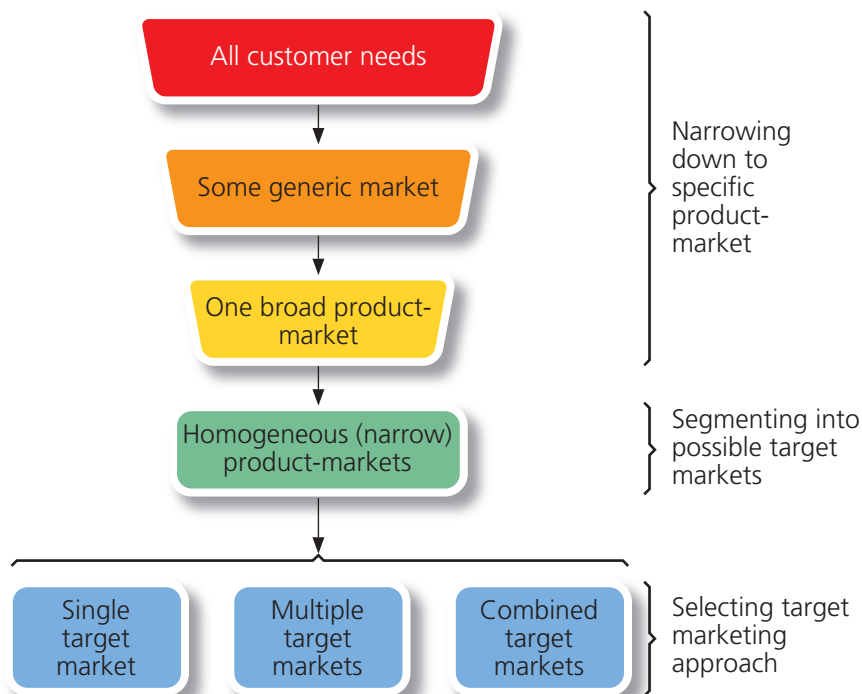 All customer needs
Some generic market
One broad product-
market
Narrowing
down to
specific
product-
market
Homogeneous (narrow)
product-markets
Segmenting into
possible target
markets
Single
target
market
Multiple
target
markets
Combined
target
markets
Selecting target
marketing
approach